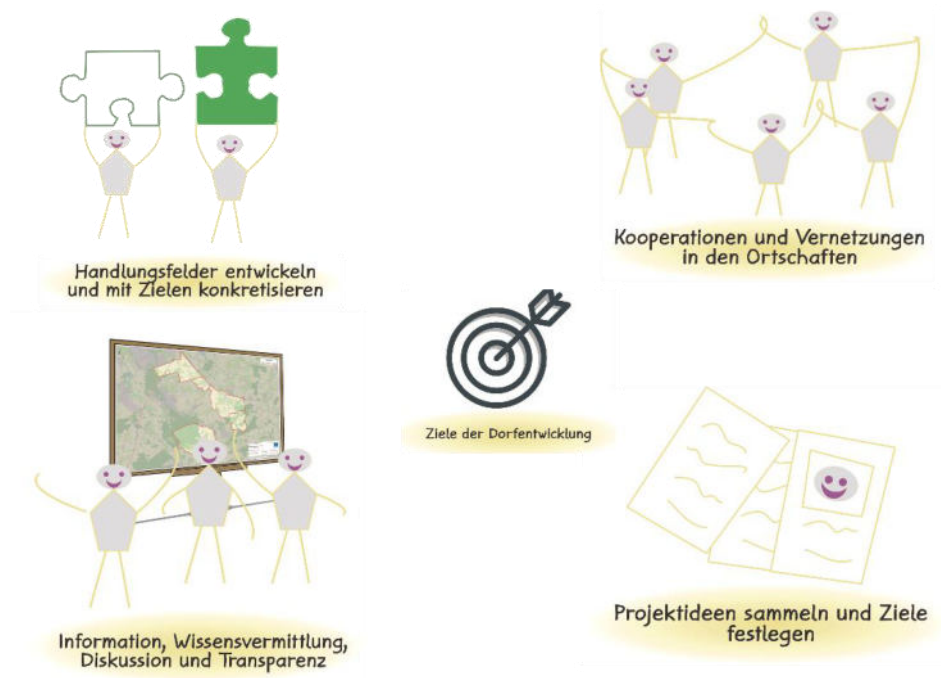 Handlungsfelder entwickeln
und mit Zielen konkretisieren
Kooperationen und Vernetzungen
in den Ortschaften
Ziele der Dorfentwicklung
Information, Wissensvermittlung,
Diskussion und Transparenz
Projektideen sammeln und Ziele
festlegen